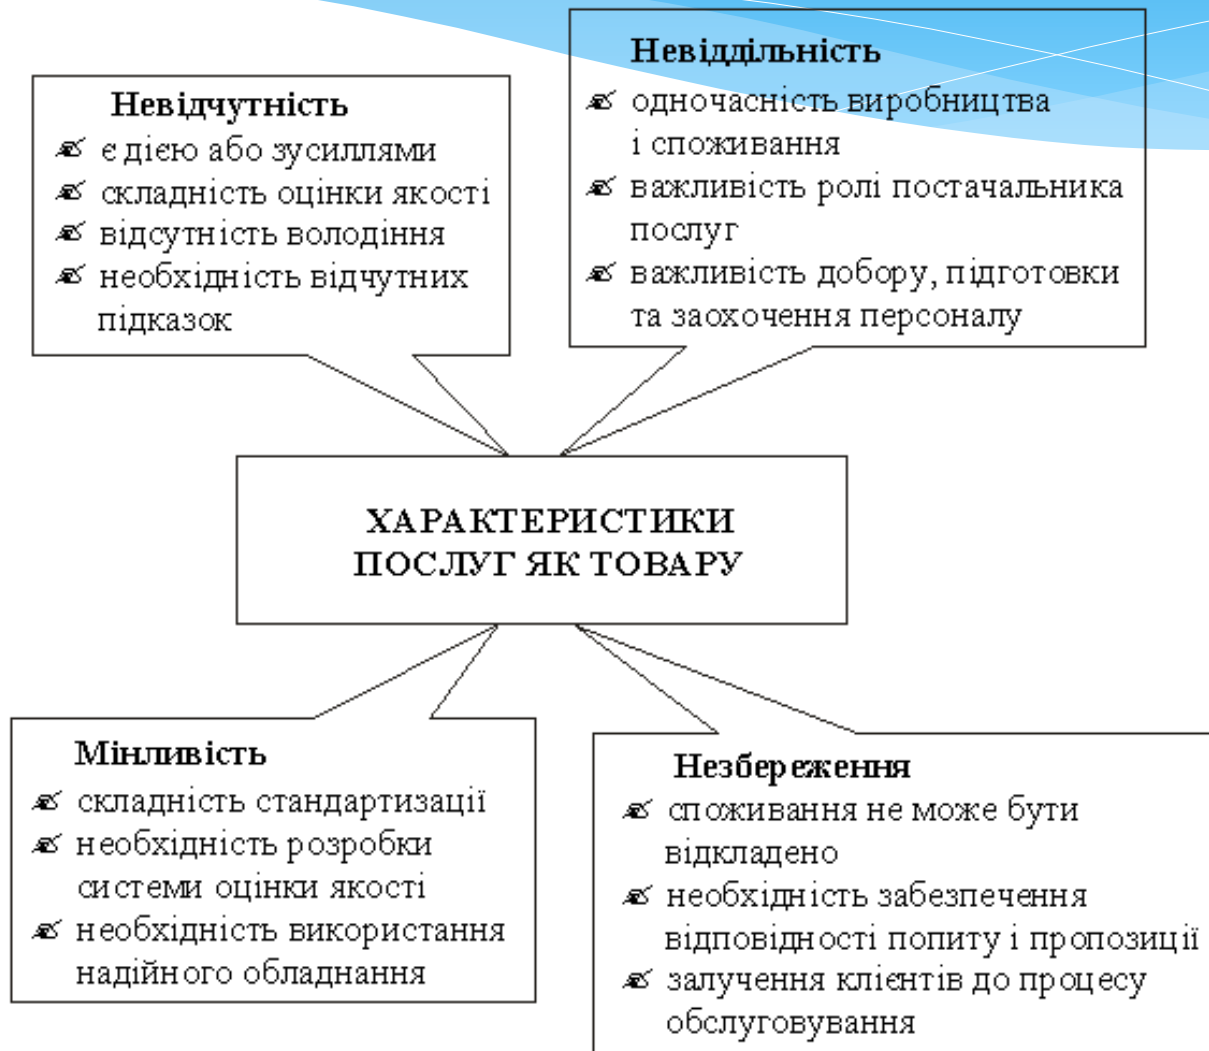 Невідчутність
є дією або зусиллями
складність оцінки якості
відсутність володіння
необхідність відчутних
підказок
Невіддільність
одночасність виробництва
і споживання
важливість ролі постачальника
послуг
важливість добору, підготовки
та заохочення персоналу
ХАРАКТЕРИСТИКИ
ПОСЛУГ ЯК ТОВАРУ
Мінливість
складність стандартизації
необхідність розробки
системи оцінки якості
необхідність використання
надійного обладнання
Незбереження
споживання не може бути
відкладено
необхідність забезпечення
відповідності попиту і пропозиції
залучення клієнтів до процесу
обслуговування